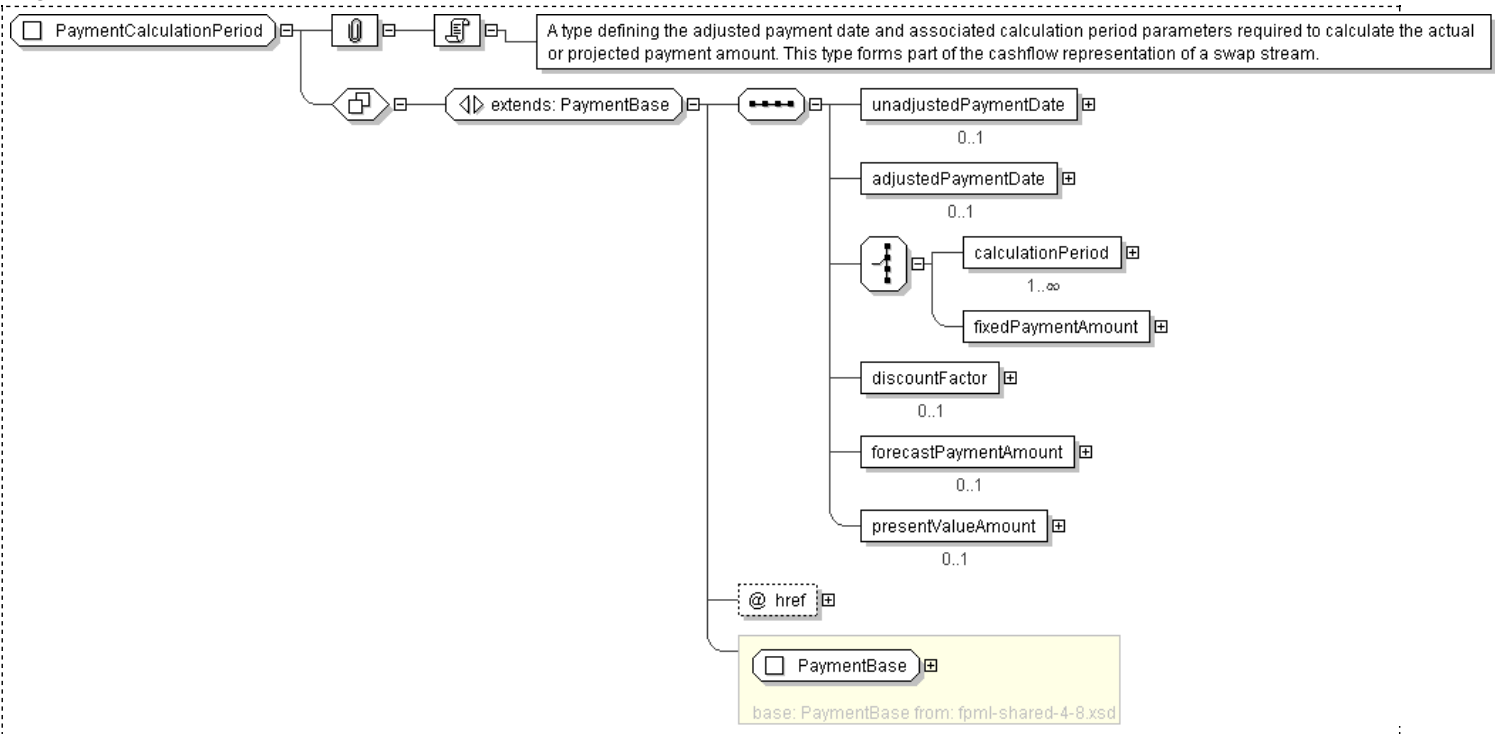 PaymentCalculationPeriod
A type defining the adjusted payment date and associated calculation period parameters required to calculate the actual
or projected payment amount. This type forms part of the cashflow representation of a swap stream.
extends: PaymentBase
unadjustedPaymentDate
0..1
adjustedPaymentDate
0..1
calculationPeriod
1..∞
fixedPaymentAmount
discountFactor
0..1
forecastPaymentAmount
0..1
presentValueAmount
0..1
@ href
PaymentBase
base: PaymentBase from: fpml-shared-4-8.xsd